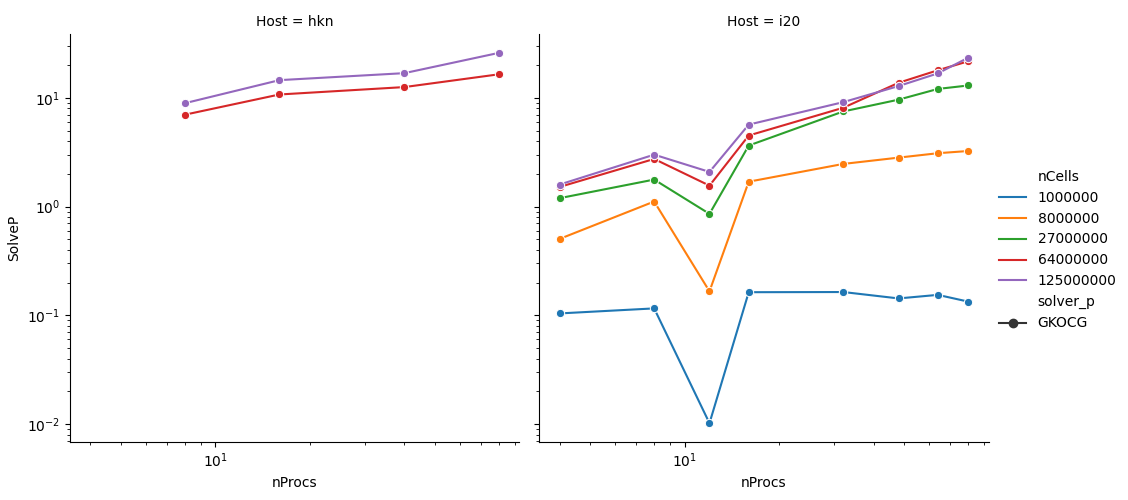 Host = hkn
Host = i20
SolveP
10¹
10⁰
10⁻¹
10⁻²
10¹
10¹
nProcs
nProcs
nCells
1000000
8000000
27000000
64000000
125000000
solver_p
GKOCG